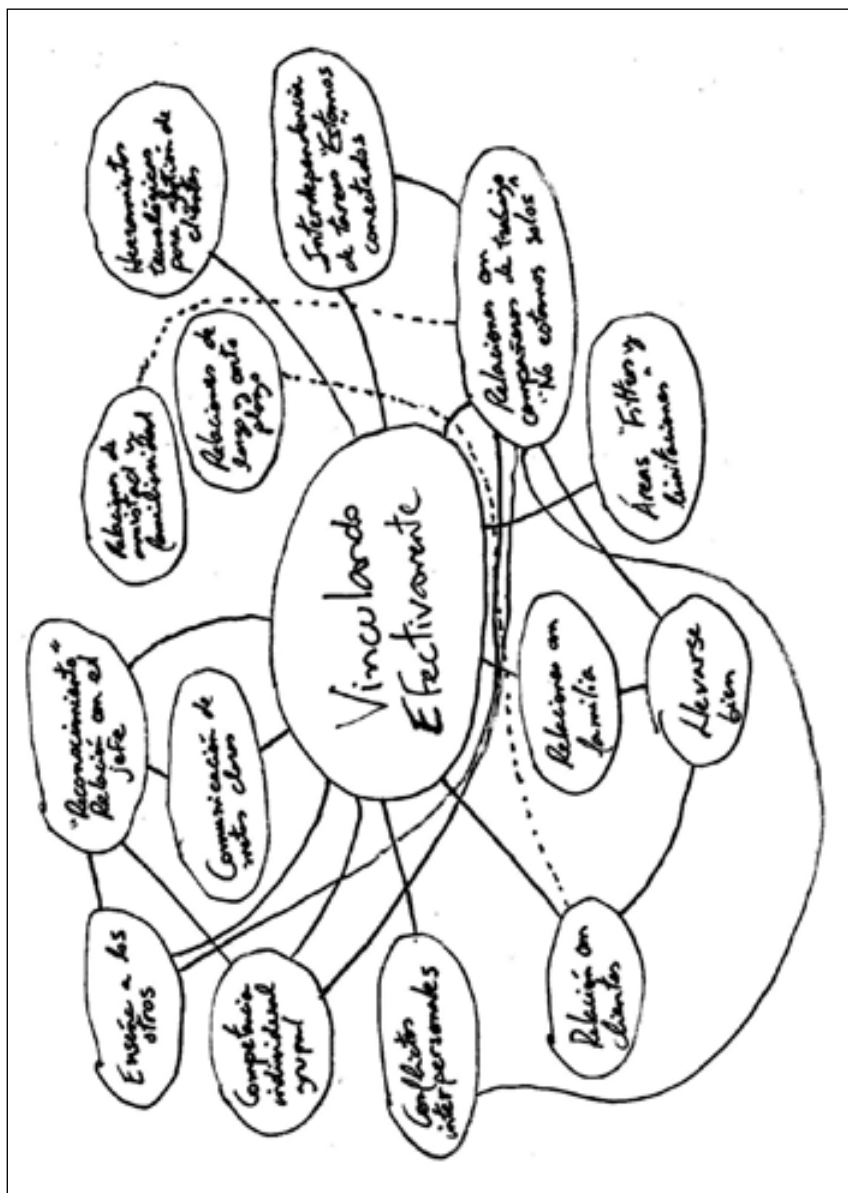 "Reconocimiento"
Relación con el
jefe
Enseñe a los
otros
Comunicación de
metas claras
Relaciones de
amistad y
familiaridad
Herramientas
tecnológicas
para gestión de
clientes
Competencia
individual
grupal
Relaciones de
largo y corto
plazo
Interdependencia
de tareas "Estamos
conectados"
Vinculando
Efectivamente
Conflictos
interpersonales
Relaciones con
compañeros de trabajo
"No estamos solos"
Relación con
clientes
Relaciones con
familia
Áreas "Filtros y
limitaciones"
Llevarse
bien